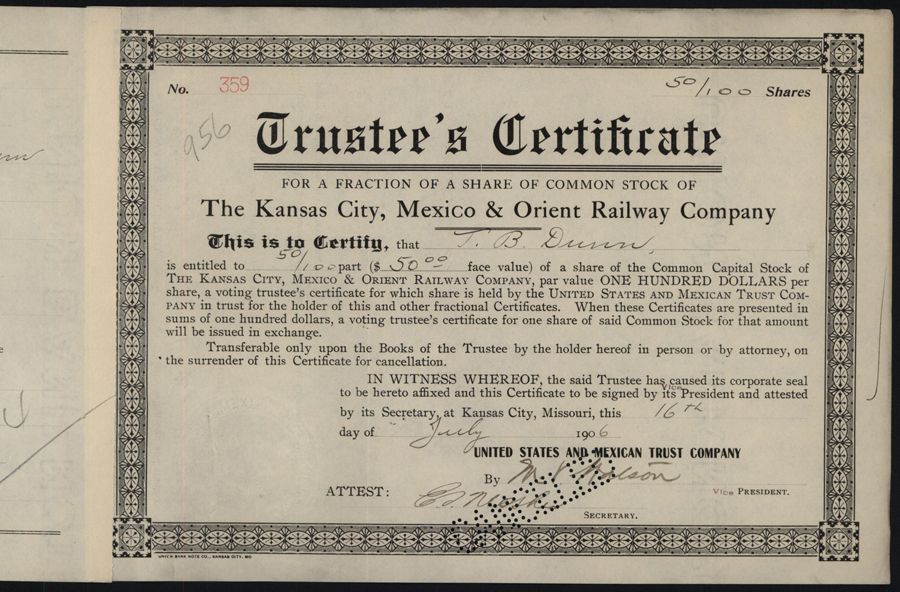 No. 359 50/100 Shares
956
Trustee's Certificate
FOR A FRACTION OF A SHARE OF COMMON STOCK OF
The Kansas City, Mexico & Orient Railway Company
This is to Certify, that T. B. Dunn,
is entitled to 50/100 part ($ 50 00 face value) of a share of the Common Capital Stock of
THE KANSAS CITY, MEXICO & ORIENT RAILWAY COMPANY, par value ONE HUNDRED DOLLARS per
share, a voting trustee's certificate for which share is held by the UNITED STATES AND MEXICAN TRUST COM-
PANY in trust for the holder of this and other fractional Certificates. When these Certificates are presented in
sums of one hundred dollars, a voting trustee's certificate for one share of said Common Stock for that amount
will be issued in exchange.
Transferable only upon the Books of the Trustee by the holder hereof in person or by attorney, on
the surrender of this Certificate for cancellation.
IN WITNESS WHEREOF, the said Trustee has caused its corporate seal
to be hereto affixed and this Certificate to be signed by its Vice President and attested
by its Secretary, at Kansas City, Missouri, this 16th
day of July 1906
UNITED STATES AND MEXICAN TRUST COMPANY
By
Vice PRESIDENT.
ATTEST:
SECRETARY.
UNION BANK NOTE CO., KANSAS CITY, MO.